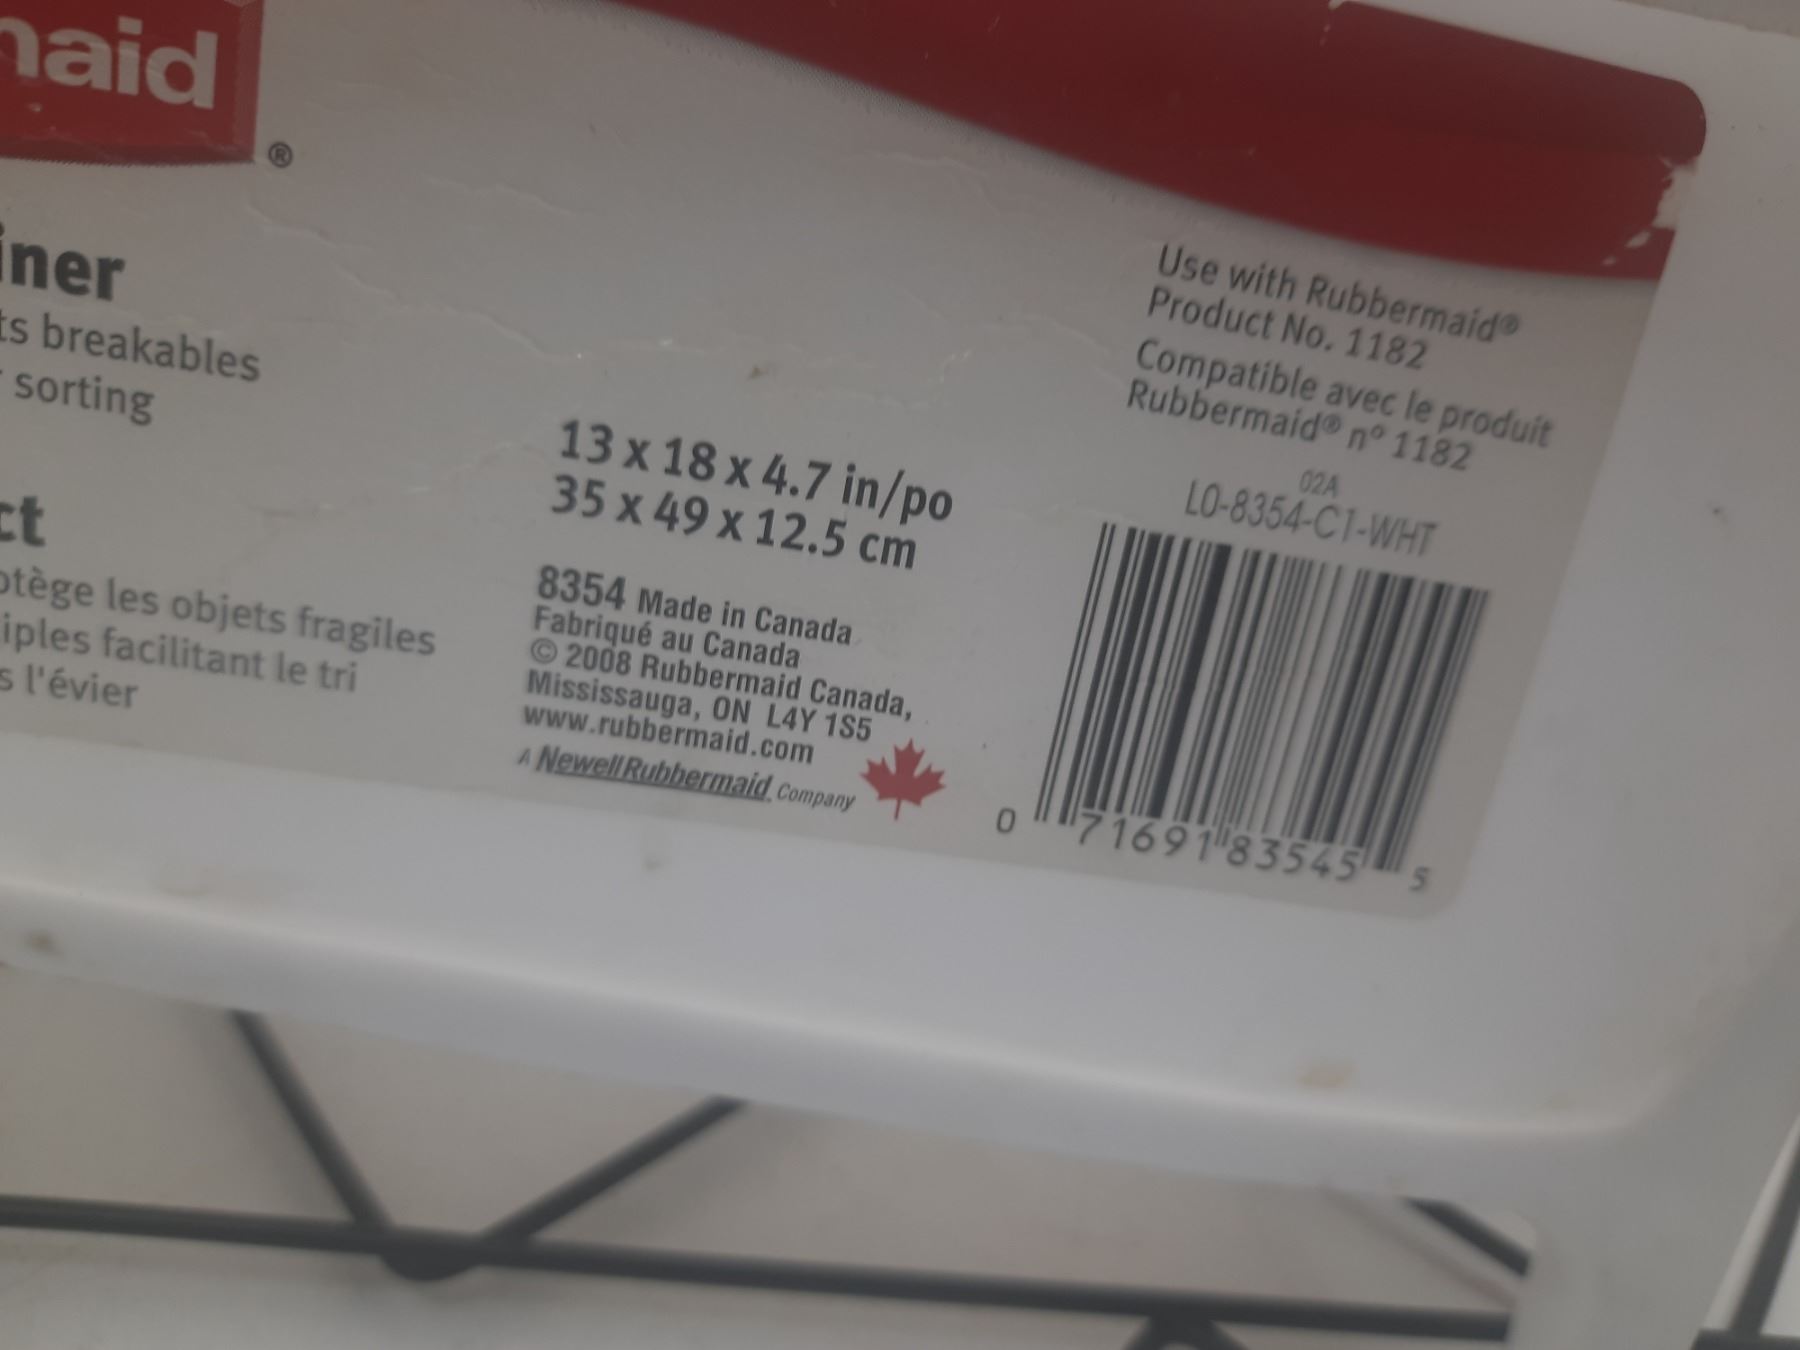 naid
®
iner
ts breakables
sorting
ct
otège les objets fragiles
iples facilitant le tri
s l'évier
13 x 18 x 4.7 in/po
35 x 49 x 12.5 cm
8354 Made in Canada
Fabriqué au Canada
© 2008 Rubbermaid Canada,
Mississauga, ON L4Y 1S5
www.rubbermaid.com
A NewellRubbermaid Company
Use with Rubbermaid®
Product No. 1182
Compatible avec le produit
Rubbermaid® nº 1182
02A
L0-8354-C1-WHT
0 71691 83545 5